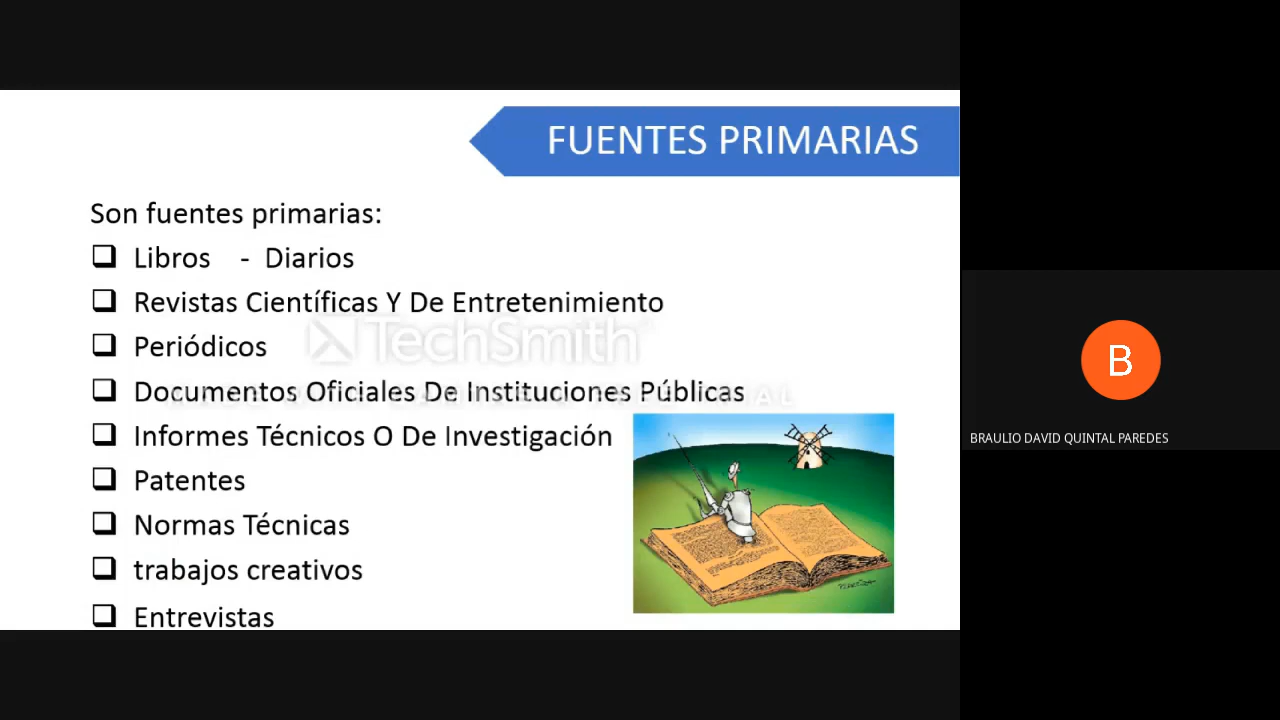 FUENTES PRIMARIAS
Son fuentes primarias:
❑ Libros - Diarios
❑ Revistas Científicas Y De Entretenimiento
❑ Periódicos
TechSmith
❑ Documentos Oficiales De Instituciones Públicas
❑ Informes Técnicos O De Investigación
❑ Patentes
❑ Normas Técnicas
❑ trabajos creativos
❑ Entrevistas
B
BRAULIO DAVID QUINTAL PAREDES